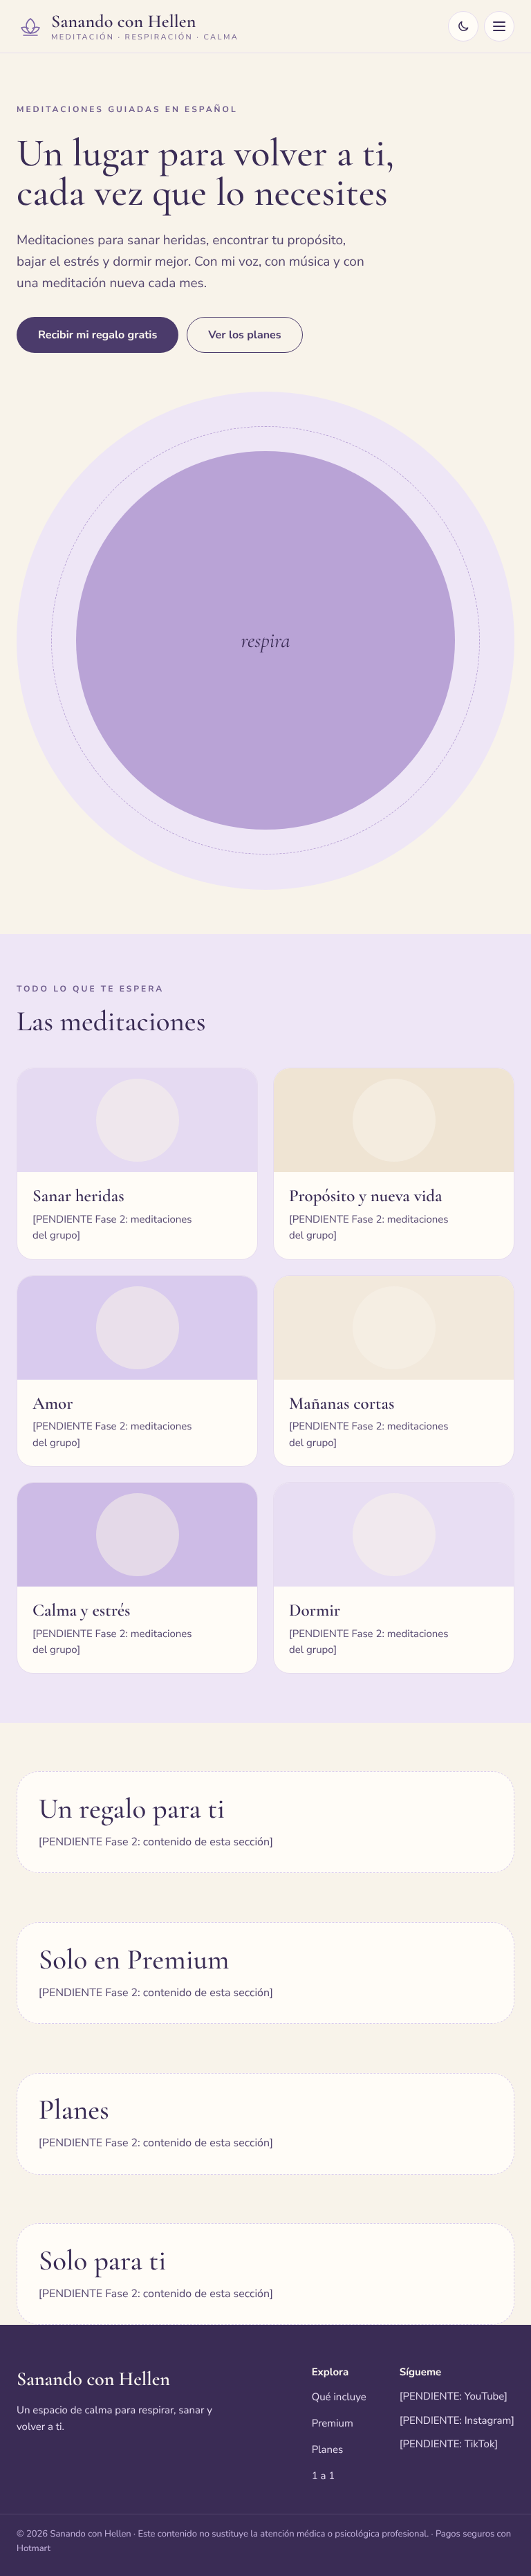 Sanando con Hellen
MEDITACIÓN · RESPIRACIÓN · CALMA
MEDITACIONES GUIADAS EN ESPAÑOL
Un lugar para volver a ti,
cada vez que lo necesites
Meditaciones para sanar heridas, encontrar tu propósito,
bajar el estrés y dormir mejor. Con mi voz, con música y con
una meditación nueva cada mes.
Recibir mi regalo gratis
Ver los planes
respira
TODO LO QUE TE ESPERA
Las meditaciones
Sanar heridas
[PENDIENTE Fase 2: meditaciones
del grupo]
Propósito y nueva vida
[PENDIENTE Fase 2: meditaciones
del grupo]
Amor
[PENDIENTE Fase 2: meditaciones
del grupo]
Mañanas cortas
[PENDIENTE Fase 2: meditaciones
del grupo]
Calma y estrés
[PENDIENTE Fase 2: meditaciones
del grupo]
Dormir
[PENDIENTE Fase 2: meditaciones
del grupo]
Un regalo para ti
[PENDIENTE Fase 2: contenido de esta sección]
Solo en Premium
[PENDIENTE Fase 2: contenido de esta sección]
Planes
[PENDIENTE Fase 2: contenido de esta sección]
Solo para ti
[PENDIENTE Fase 2: contenido de esta sección]
Sanando con Hellen
Un espacio de calma para respirar, sanar y
volver a ti.
Explora
Qué incluye
Premium
Planes
1 a 1
Sígueme
[PENDIENTE: YouTube]
[PENDIENTE: Instagram]
[PENDIENTE: TikTok]
© 2026 Sanando con Hellen · Este contenido no sustituye la atención médica o psicológica profesional. · Pagos seguros con
Hotmart